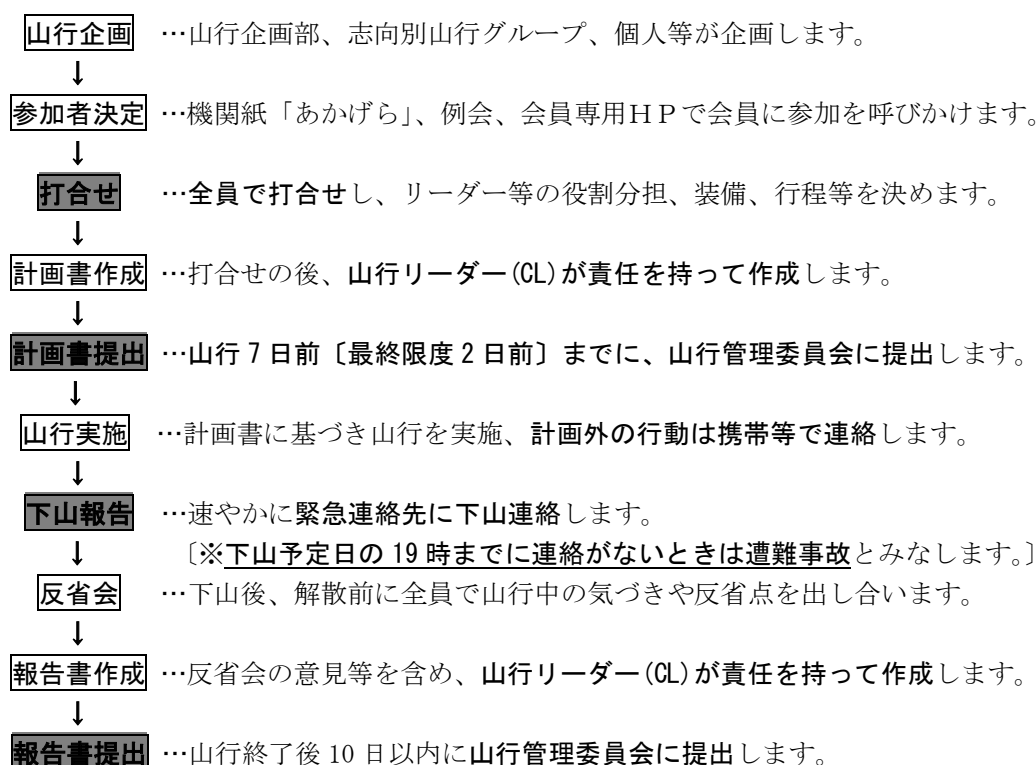 山行企画 …山行企画部、志向別山行グループ、個人等が企画します。
↓
参加者決定 …機関紙「あかげら」、例会、会員専用ＨＰで会員に参加を呼びかけます。
↓
打合せ …全員で打合せし、リーダー等の役割分担、装備、行程等を決めます。
↓
計画書作成 …打合せの後、山行リーダー(CL)が責任を持って作成します。
↓
計画書提出 …山行 7 日前〔最終限度 2 日前〕までに、山行管理委員会に提出します。
↓
山行実施 …計画書に基づき山行を実施、計画外の行動は携帯等で連絡します。
↓
下山報告 …速やかに緊急連絡先に下山連絡します。
↓ 〔※下山予定日の 19 時までに連絡がないときは遭難事故とみなします。〕
反省会 …下山後、解散前に全員で山行中の気づきや反省点を出し合います。
↓
報告書作成 …反省会の意見等を含め、山行リーダー(CL)が責任を持って作成します。
↓
報告書提出 …山行終了後 10 日以内に山行管理委員会に提出します。